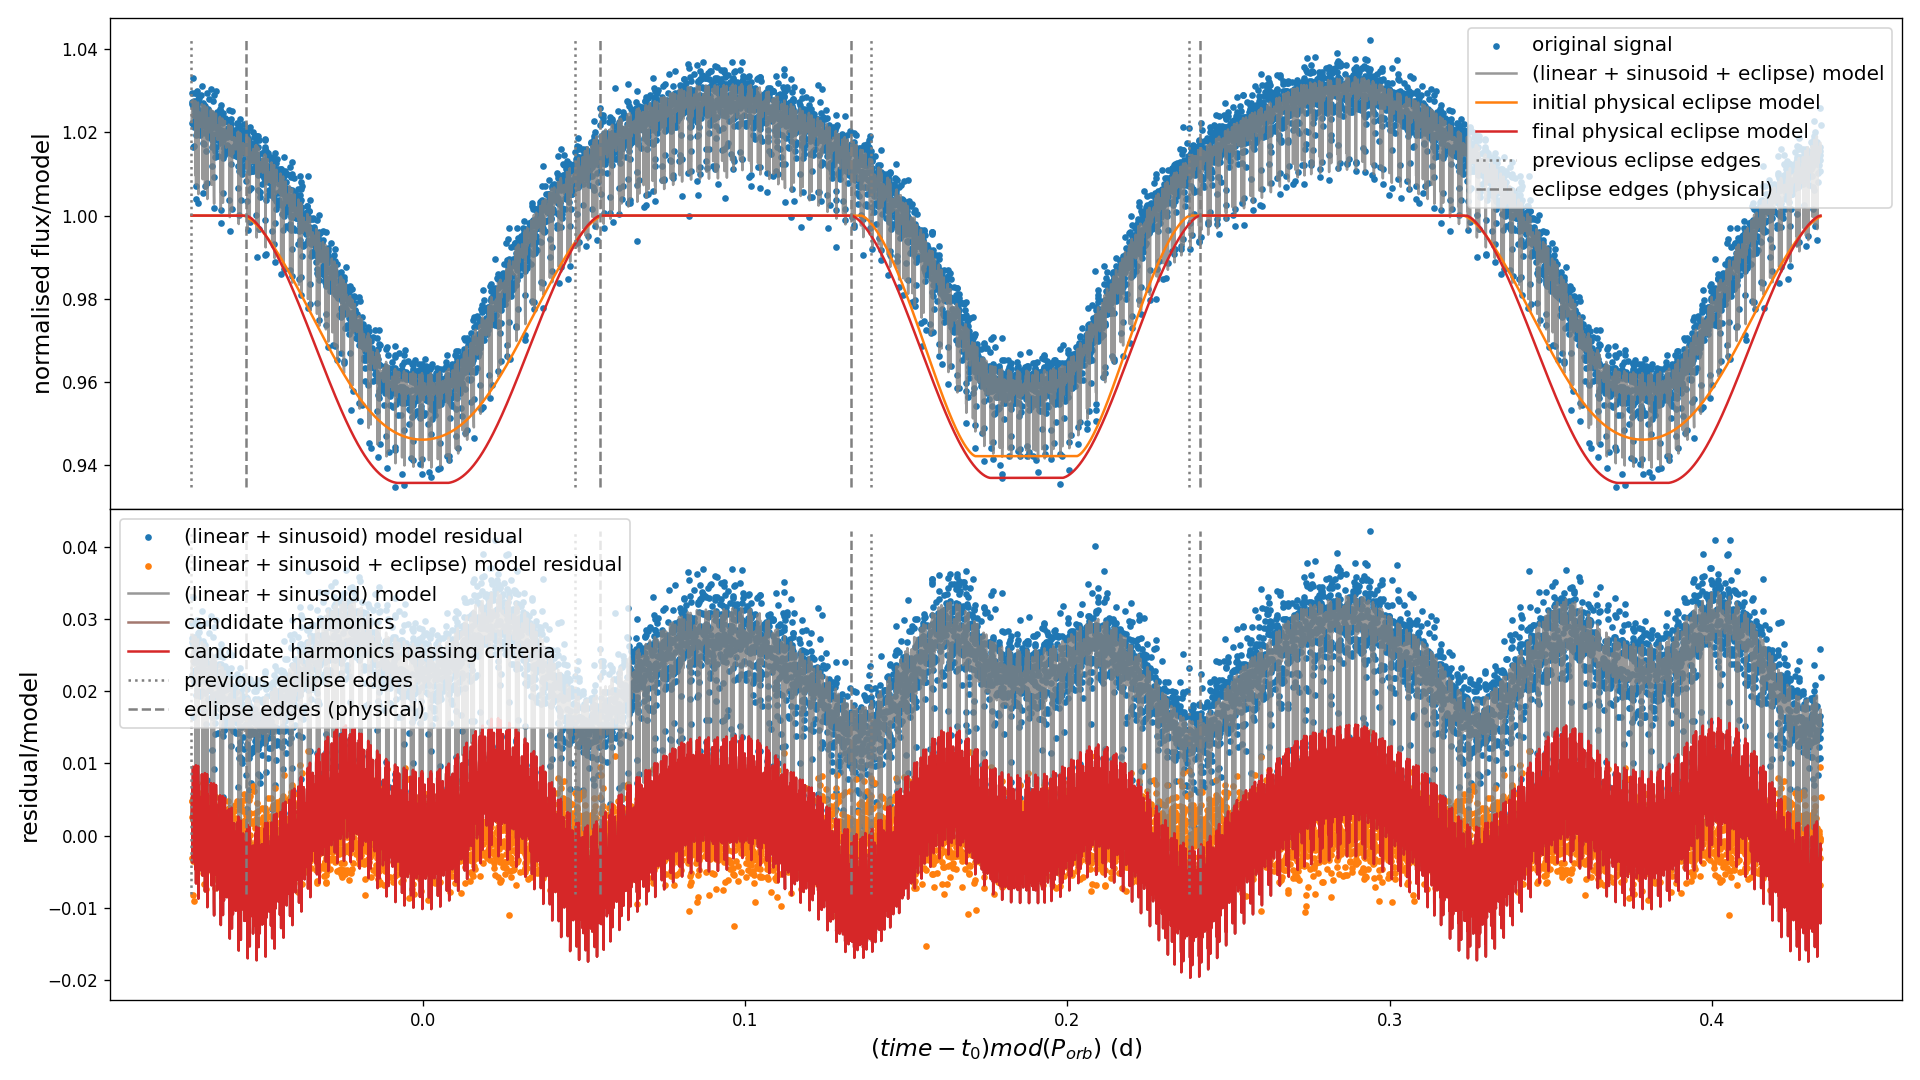 1.04
1.02
1.00
0.98
0.96
0.94
normalised flux/model
original signal
(linear + sinusoid + eclipse) model
initial physical eclipse model
final physical eclipse model
previous eclipse edges
eclipse edges (physical)
0.04
0.03
0.02
0.01
0.00
−0.01
−0.02
residual/model
(linear + sinusoid) model residual
(linear + sinusoid + eclipse) model residual
(linear + sinusoid) model
candidate harmonics
candidate harmonics passing criteria
previous eclipse edges
eclipse edges (physical)
0.0 0.1 0.2 0.3 0.4
(time − t₀)mod(P_orb) (d)